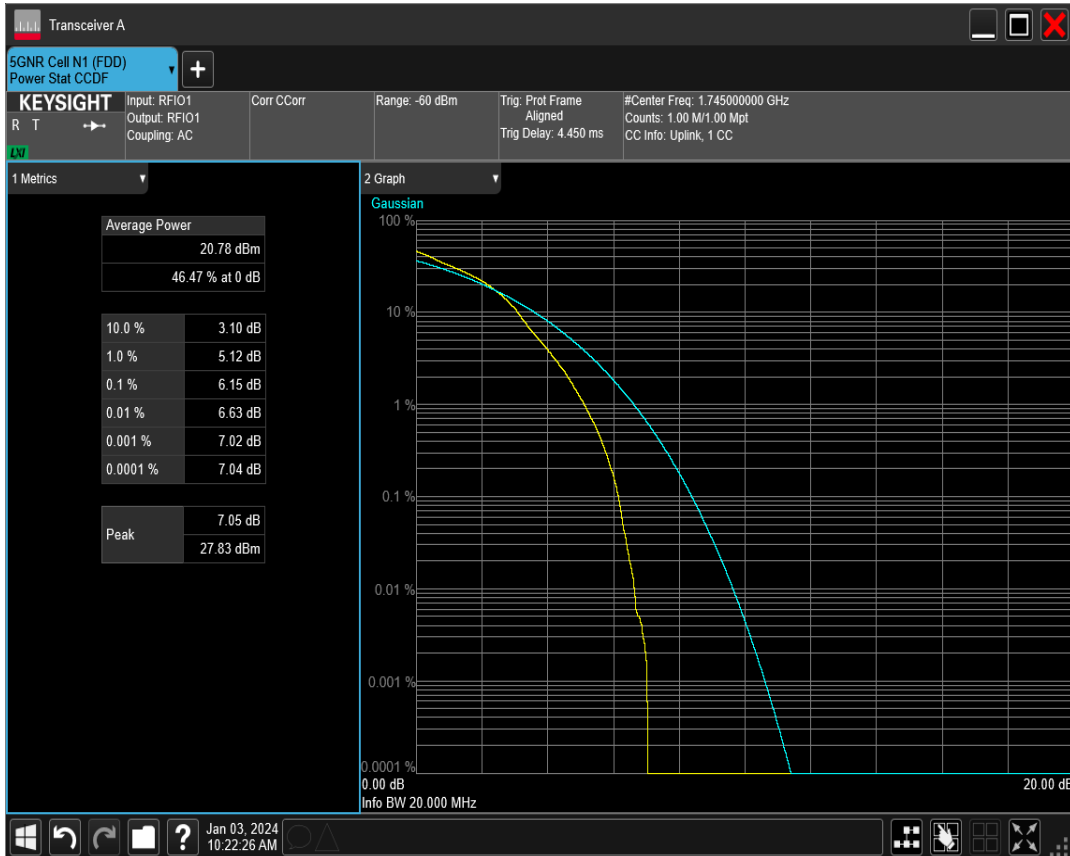 Transceiver A
5GNR Cell N1 (FDD)
Power Stat CCDF
KEYSIGHT
R T
LXI
Input: RFIO1
Output: RFIO1
Coupling: AC
Corr CCorr
Range: -60 dBm
Trig: Prot Frame
Aligned
Trig Delay: 4.450 ms
#Center Freq: 1.745000000 GHz
Counts: 1.00 M/1.00 Mpt
CC Info: Uplink, 1 CC
1 Metrics
Average Power
20.78 dBm
46.47 % at 0 dB
10.0 % 3.10 dB
1.0 % 5.12 dB
0.1 % 6.15 dB
0.01 % 6.63 dB
0.001 % 7.02 dB
0.0001 % 7.04 dB
Peak
7.05 dB
27.83 dBm
2 Graph
Gaussian
100 %
10 %
1 %
0.1 %
0.01 %
0.001 %
0.0001 %
0.00 dB 20.00 dB
Info BW 20.000 MHz
?
Jan 03, 2024
10:22:26 AM